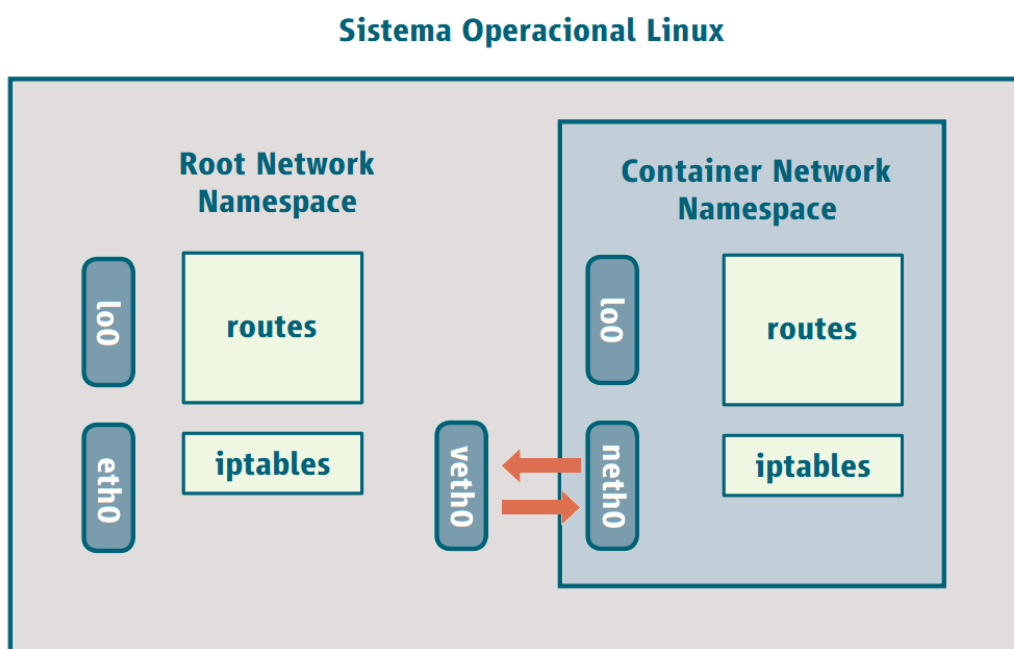 Sistema Operacional Linux
Root Network
Namespace
lo0
routes
eth0
iptables
veth0
Container Network
Namespace
lo0
routes
neth0
iptables